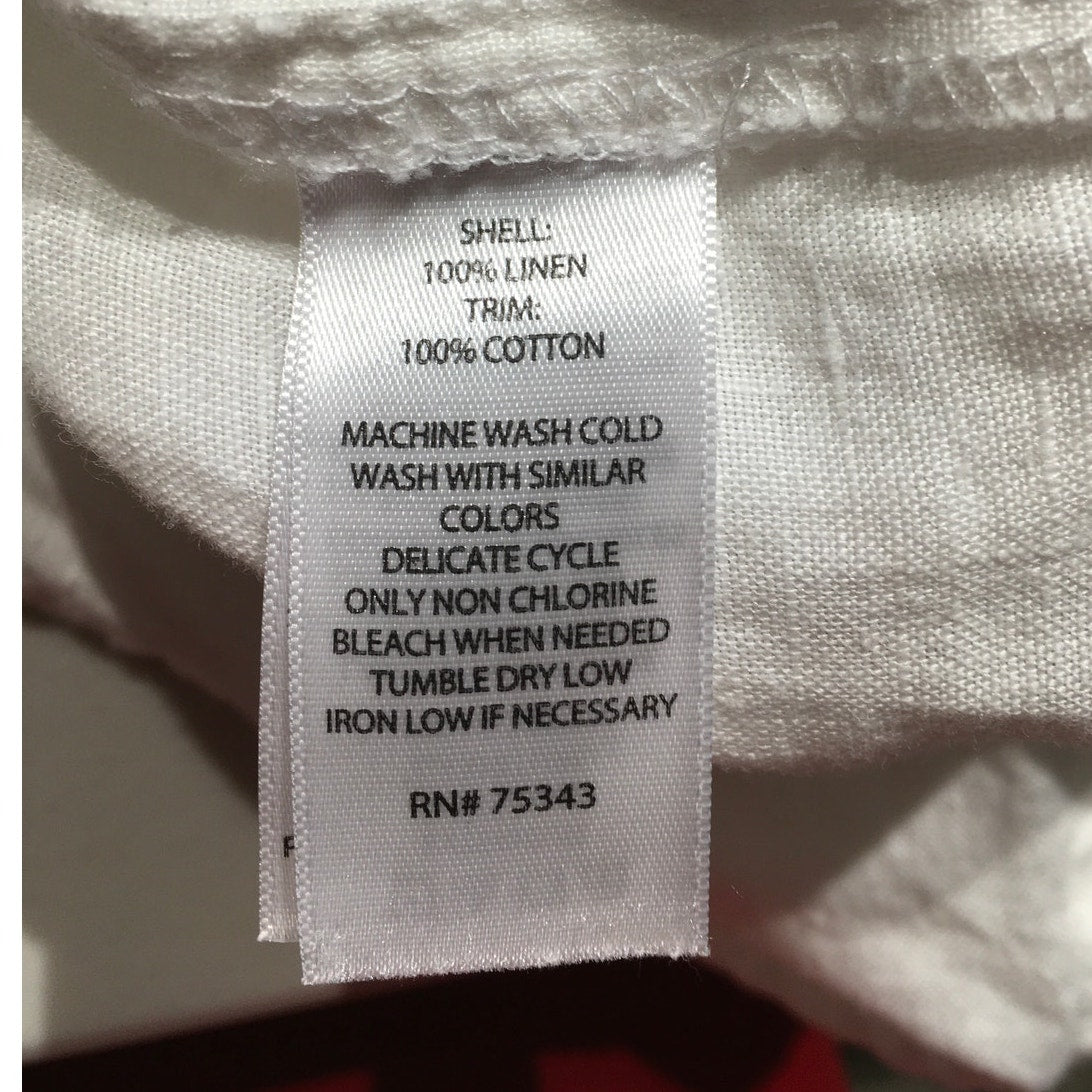 SHELL:
100% LINEN
TRIM:
100% COTTON
MACHINE WASH COLD
WASH WITH SIMILAR
COLORS
DELICATE CYCLE
ONLY NON CHLORINE
BLEACH WHEN NEEDED
TUMBLE DRY LOW
IRON LOW IF NECESSARY
RN# 75343